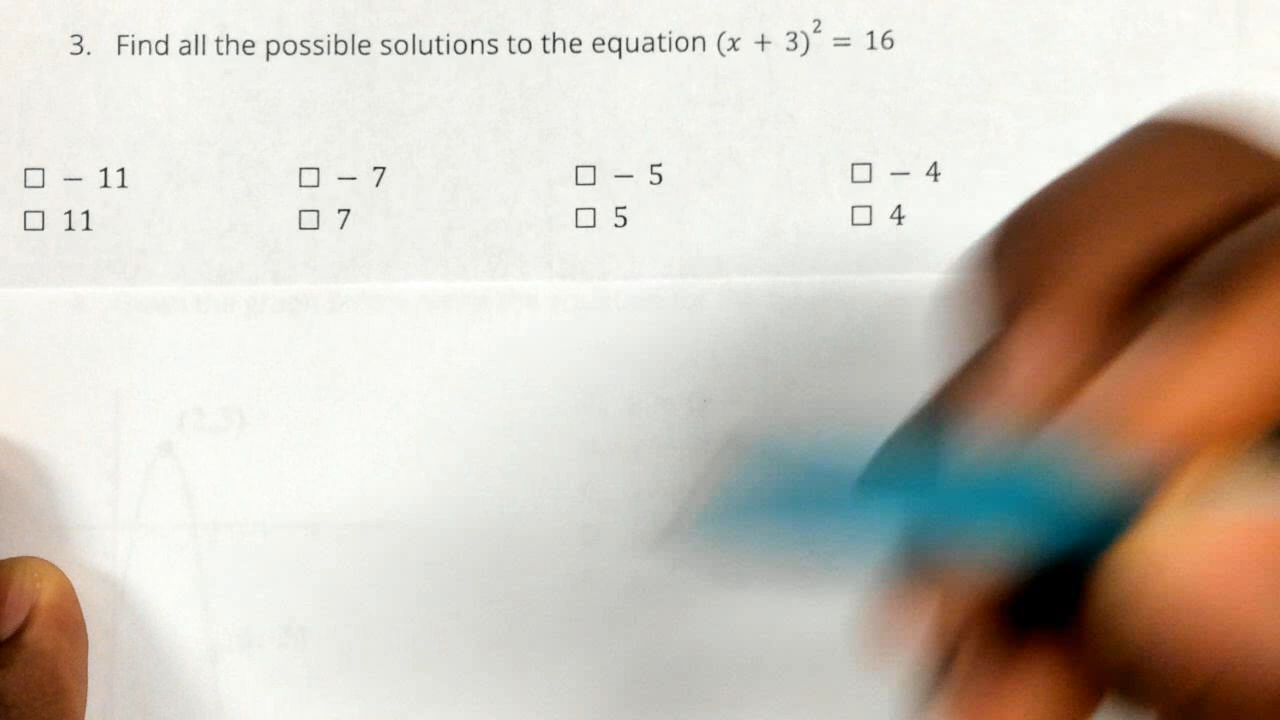 3. Find all the possible solutions to the equation (x + 3)² = 16
☐ − 11 ☐ − 7 ☐ − 5 ☐ − 4
☐ 11 ☐ 7 ☐ 5 ☐ 4